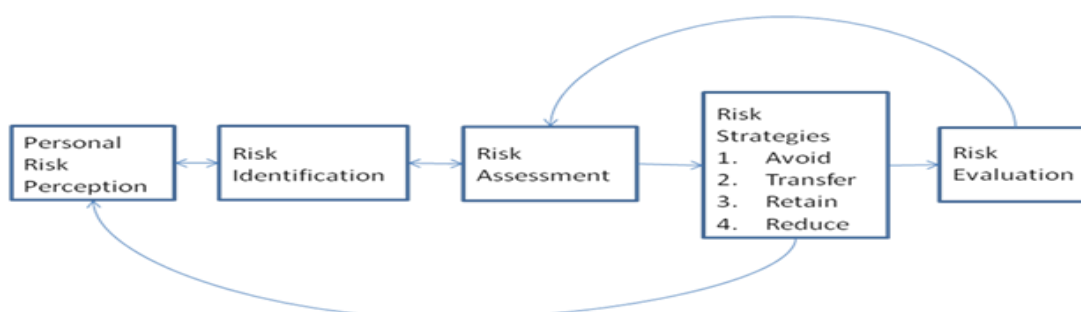 Personal
Risk
Perception
Risk
Identification
Risk
Assessment
Risk
Strategies
1. Avoid
2. Transfer
3. Retain
4. Reduce
Risk
Evaluation